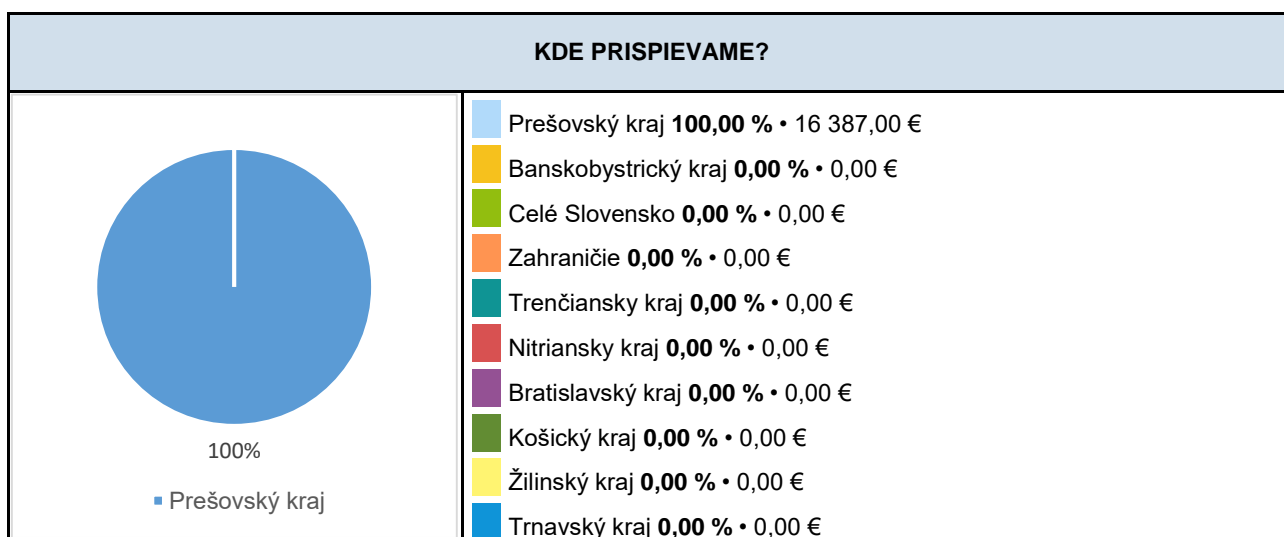 KDE PRISPIEVAME?
100%
Prešovský kraj
Prešovský kraj 100,00 % • 16 387,00 €
Banskobystrický kraj 0,00 % • 0,00 €
Celé Slovensko 0,00 % • 0,00 €
Zahraničie 0,00 % • 0,00 €
Trenčiansky kraj 0,00 % • 0,00 €
Nitriansky kraj 0,00 % • 0,00 €
Bratislavský kraj 0,00 % • 0,00 €
Košický kraj 0,00 % • 0,00 €
Žilinský kraj 0,00 % • 0,00 €
Trnavský kraj 0,00 % • 0,00 €